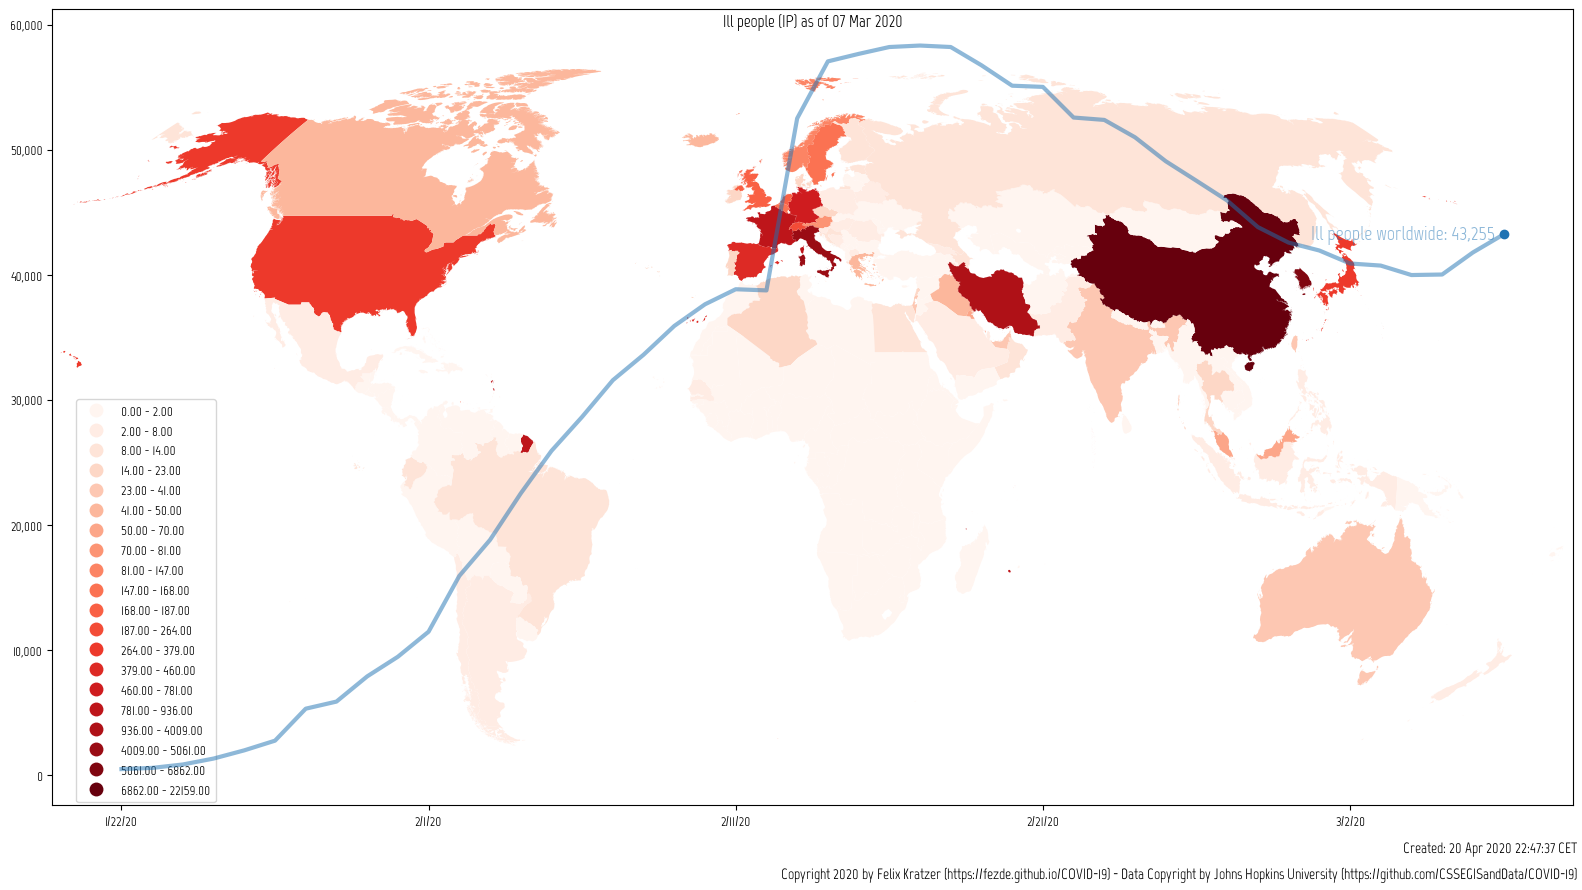 Ill people (IP) as of 07 Mar 2020
60,000
50,000
40,000
30,000
20,000
10,000
0
Ill people worldwide: 43,255
0.00 - 2.00
2.00 - 8.00
8.00 - 14.00
14.00 - 23.00
23.00 - 41.00
41.00 - 50.00
50.00 - 70.00
70.00 - 81.00
81.00 - 147.00
147.00 - 168.00
168.00 - 187.00
187.00 - 264.00
264.00 - 379.00
379.00 - 460.00
460.00 - 781.00
781.00 - 936.00
936.00 - 4009.00
4009.00 - 5061.00
5061.00 - 6862.00
6862.00 - 22159.00
1/22/20
2/1/20
2/11/20
2/21/20
3/2/20
Created: 20 Apr 2020 22:47:37 CET
Copyright 2020 by Felix Kratzer (https://fezde.github.io/COVID-19) - Data Copyright by Johns Hopkins University (https://github.com/CSSEGISandData/COVID-19)